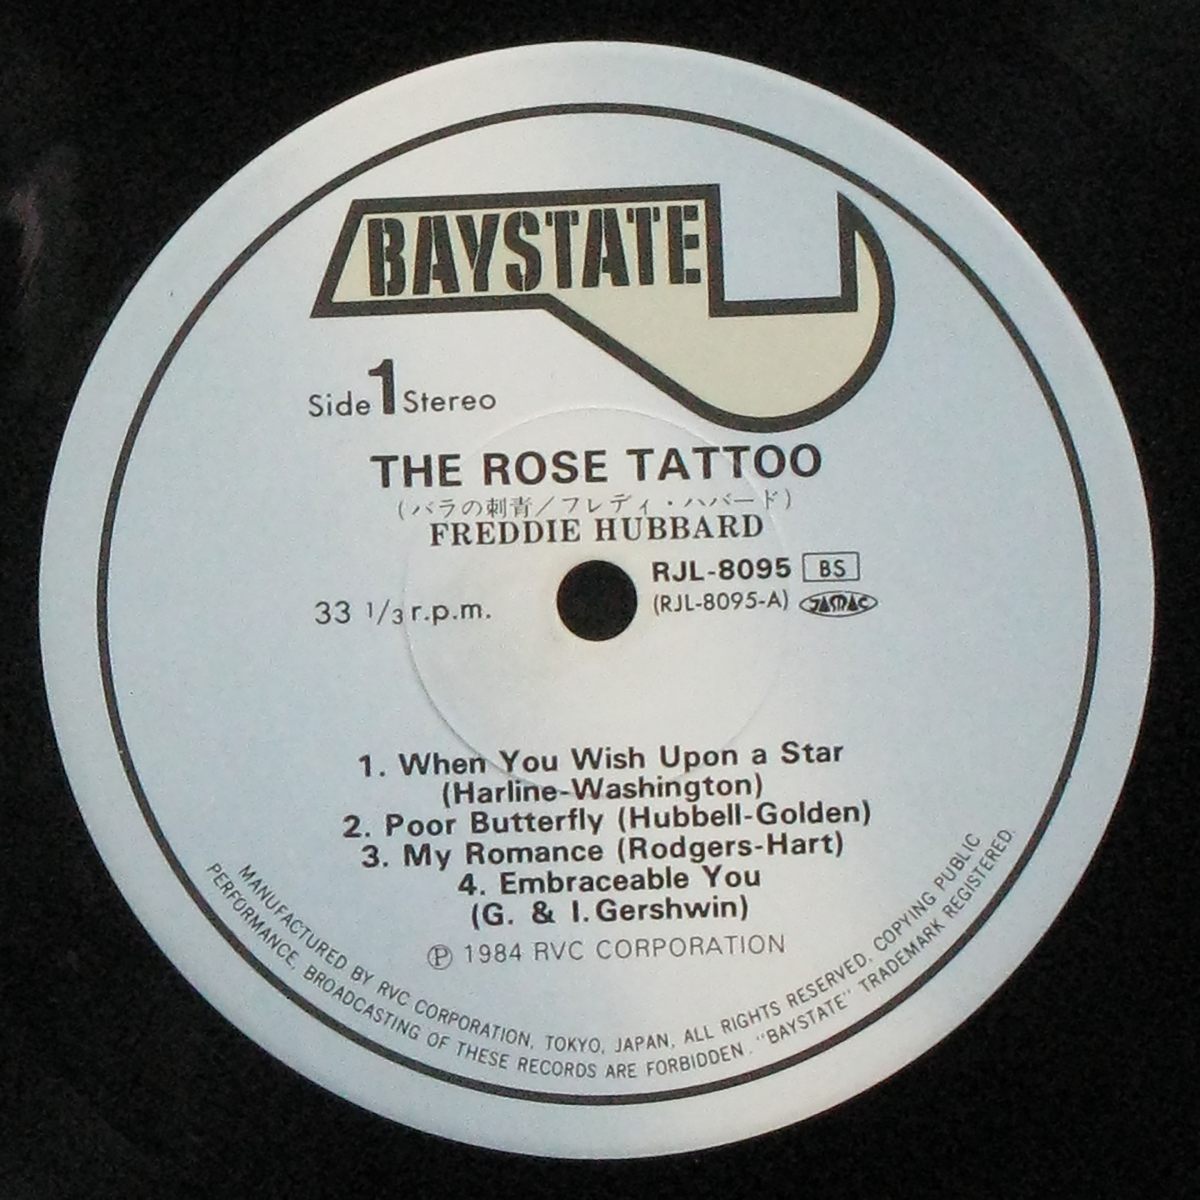 BAYSTATE
Side 1 Stereo
THE ROSE TATTOO
(バラの刺青/フレディ・ハバード)
FREDDIE HUBBARD
RJL-8095 BS
33 1/3 r.p.m.
(RJL-8095-A) JASRAC
1. When You Wish Upon a Star
(Harline-Washington)
2. Poor Butterfly (Hubbell-Golden)
3. My Romance (Rodgers-Hart)
4. Embraceable You
(G. & I. Gershwin)
Ⓟ 1984 RVC CORPORATION
MANUFACTURED BY RVC CORPORATION, TOKYO, JAPAN, ALL RIGHTS RESERVED. COPYING PUBLIC
PERFORMANCE, BROADCASTING OF THESE RECORDS ARE FORBIDDEN. "BAYSTATE" TRADEMARK REGISTERED.